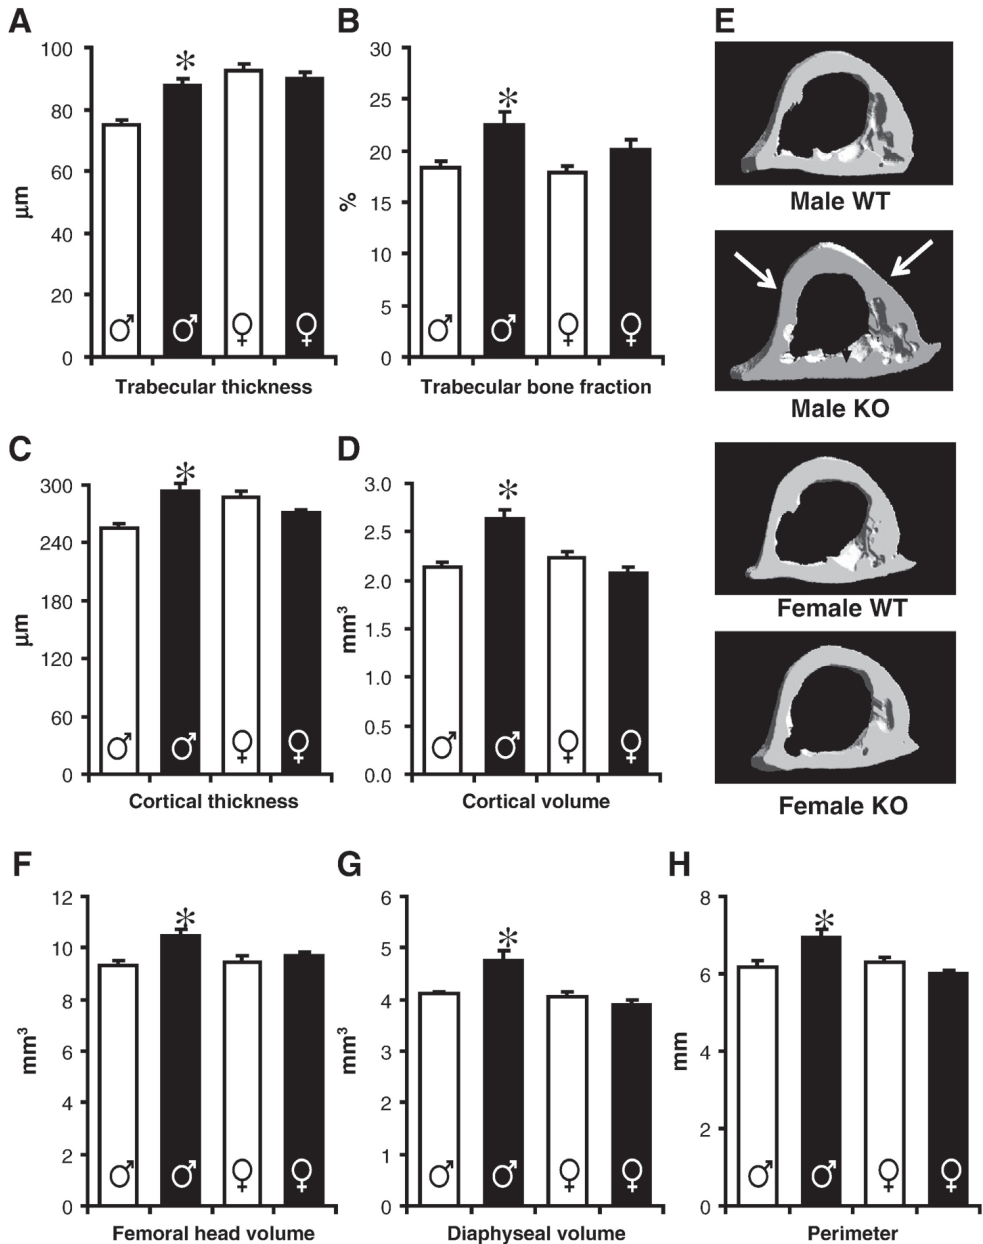 A
100
80
60
40
20
0
μm
*
♂ ♂ ♀ ♀
Trabecular thickness
B
30
25
20
15
10
5
0
%
*
♂ ♂ ♀ ♀
Trabecular bone fraction
E
Male WT
Male KO
Female WT
Female KO
C
300
240
180
120
60
0
μm
*
♂ ♂ ♀ ♀
Cortical thickness
D
3.0
2.5
2.0
1.5
1.0
0.5
0.0
mm³
*
♂ ♂ ♀ ♀
Cortical volume
F
12
10
8
6
4
2
0
mm³
*
♂ ♂ ♀ ♀
Femoral head volume
G
6
5
4
3
2
1
0
mm³
*
♂ ♂ ♀ ♀
Diaphyseal volume
H
8
6
4
2
0
mm
*
♂ ♂ ♀ ♀
Perimeter